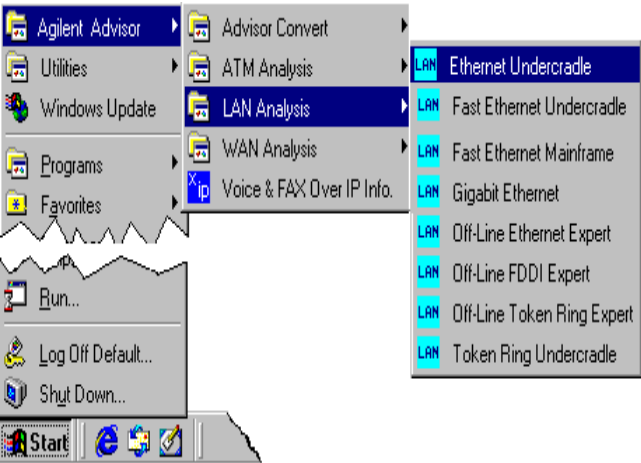 Agilent Advisor
Utilities
Windows Update
Programs
Favorites
Run...
Log Off Default...
Shut Down...
Start
Advisor Convert
ATM Analysis
LAN Analysis
WAN Analysis
Xip Voice & FAX Over IP Info.
LAN Ethernet Undercradle
LAN Fast Ethernet Undercradle
LAN Fast Ethernet Mainframe
LAN Gigabit Ethernet
LAN Off-Line Ethernet Expert
LAN Off-Line FDDI Expert
LAN Off-Line Token Ring Expert
LAN Token Ring Undercradle